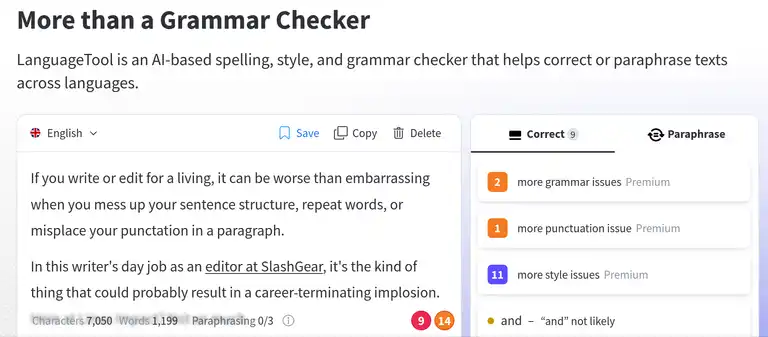 More than a Grammar Checker
LanguageTool is an AI-based spelling, style, and grammar checker that helps correct or paraphrase texts
across languages.
English
Save
Copy
Delete
If you write or edit for a living, it can be worse than embarrassing
when you mess up your sentence structure, repeat words, or
misplace your punctuation in a paragraph.
In this writer's day job as an editor at SlashGear, it's the kind of
thing that could probably result in a career-terminating implosion.
Characters 7,050 Words 1,199 Paraphrasing 0/3
9 14
Correct 9
Paraphrase
2 more grammar issues Premium
1 more punctuation issue Premium
11 more style issues Premium
and – “and” not likely